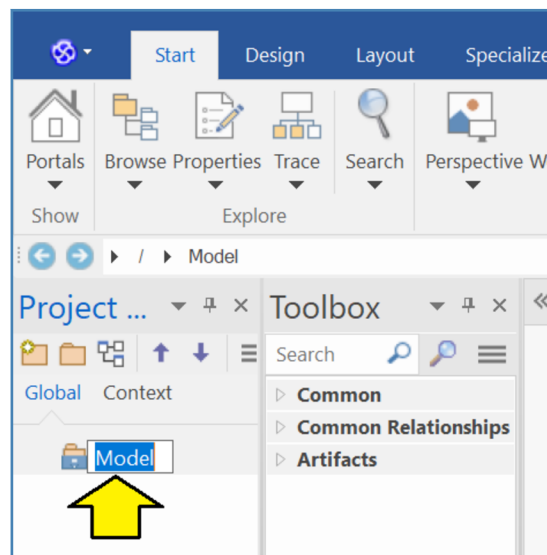 Start Design Layout Specialize
Portals Browse Properties Trace Search Perspective W
Show Explore
/ Model
Project ... Toolbox
Search
Global Context
Common
Common Relationships
Model
Artifacts